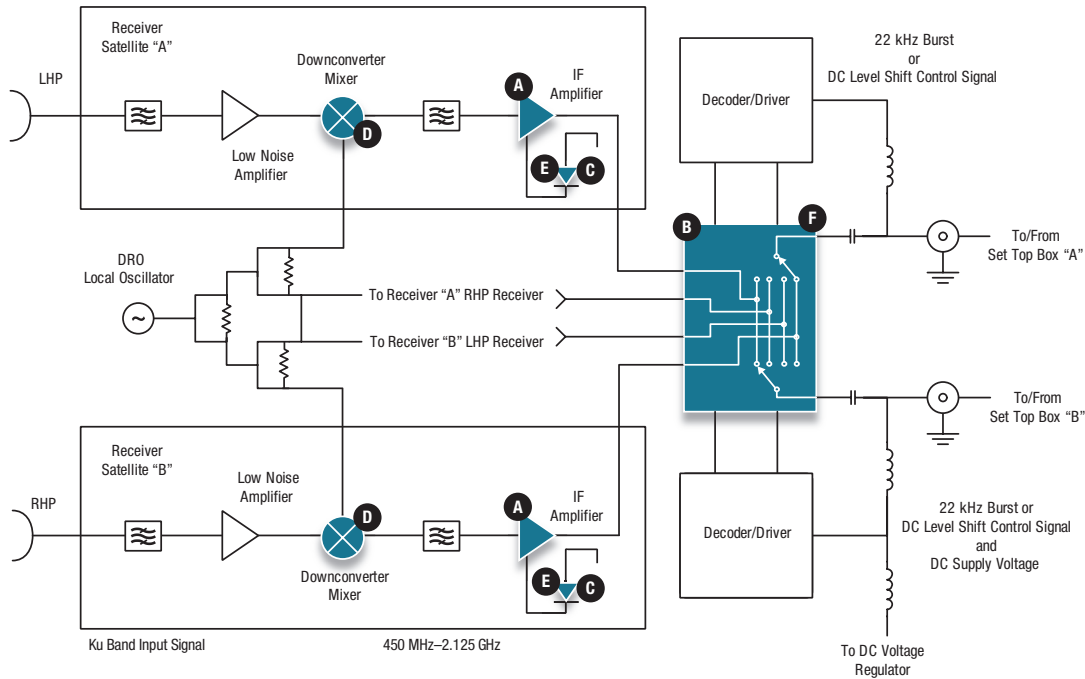 Receiver
Satellite “A”
LHP
Downconverter
Mixer
IF
Amplifier
A
D
E
C
Low Noise
Amplifier
22 kHz Burst
or
DC Level Shift Control Signal
Decoder/Driver
B
F
To/From
Set Top Box “A”
DRO
Local Oscillator
~
To Receiver “A” RHP Receiver
To Receiver “B” LHP Receiver
To/From
Set Top Box “B”
Receiver
Satellite “B”
RHP
Low Noise
Amplifier
IF
Amplifier
A
D
E
C
Downconverter
Mixer
Decoder/Driver
22 kHz Burst or
DC Level Shift Control Signal
and
DC Supply Voltage
Ku Band Input Signal
450 MHz–2.125 GHz
To DC Voltage
Regulator